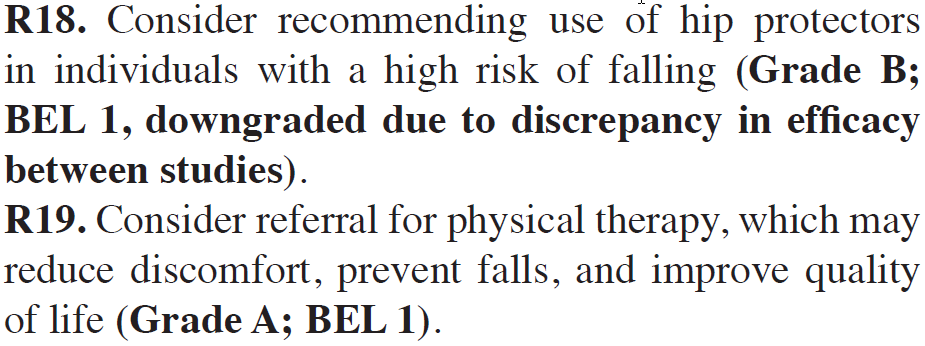 R18. Consider recommending use of hip protectors
in individuals with a high risk of falling (Grade B;
BEL 1, downgraded due to discrepancy in efficacy
between studies).
R19. Consider referral for physical therapy, which may
reduce discomfort, prevent falls, and improve quality
of life (Grade A; BEL 1).